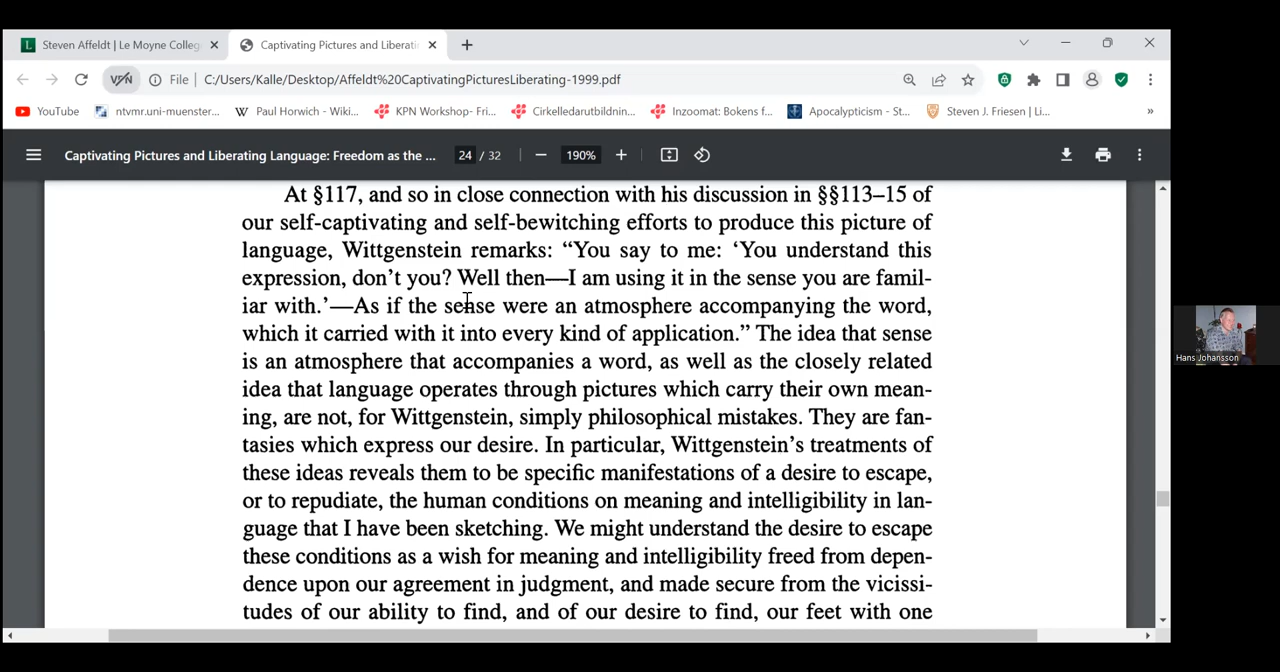 Steven Affeldt | Le Moyne Colleg
Captivating Pictures and Liberati
VPN
File
C:/Users/Kalle/Desktop/Affeldt%20CaptivatingPicturesLiberating-1999.pdf
YouTube
ntvmr.uni-muenster...
Paul Horwich - Wiki...
KPN Workshop- Fri...
Cirkelledarutbildnin...
Inzoomat: Bokens f...
Apocalypticism - St...
Steven J. Friesen | Li...
»
Captivating Pictures and Liberating Language: Freedom as the ...
24 / 32
190%
At §117, and so in close connection with his discussion in §§113–15 of
our self-captivating and self-bewitching efforts to produce this picture of
language, Wittgenstein remarks: “You say to me: ‘You understand this
expression, don’t you? Well then—I am using it in the sense you are famil-
iar with.’—As if the sense were an atmosphere accompanying the word,
which it carried with it into every kind of application.” The idea that sense
is an atmosphere that accompanies a word, as well as the closely related
idea that language operates through pictures which carry their own mean-
ing, are not, for Wittgenstein, simply philosophical mistakes. They are fan-
tasies which express our desire. In particular, Wittgenstein’s treatments of
these ideas reveals them to be specific manifestations of a desire to escape,
or to repudiate, the human conditions on meaning and intelligibility in lan-
guage that I have been sketching. We might understand the desire to escape
these conditions as a wish for meaning and intelligibility freed from depen-
dence upon our agreement in judgment, and made secure from the vicissi-
tudes of our ability to find, and of our desire to find, our feet with one
Hans Johansson